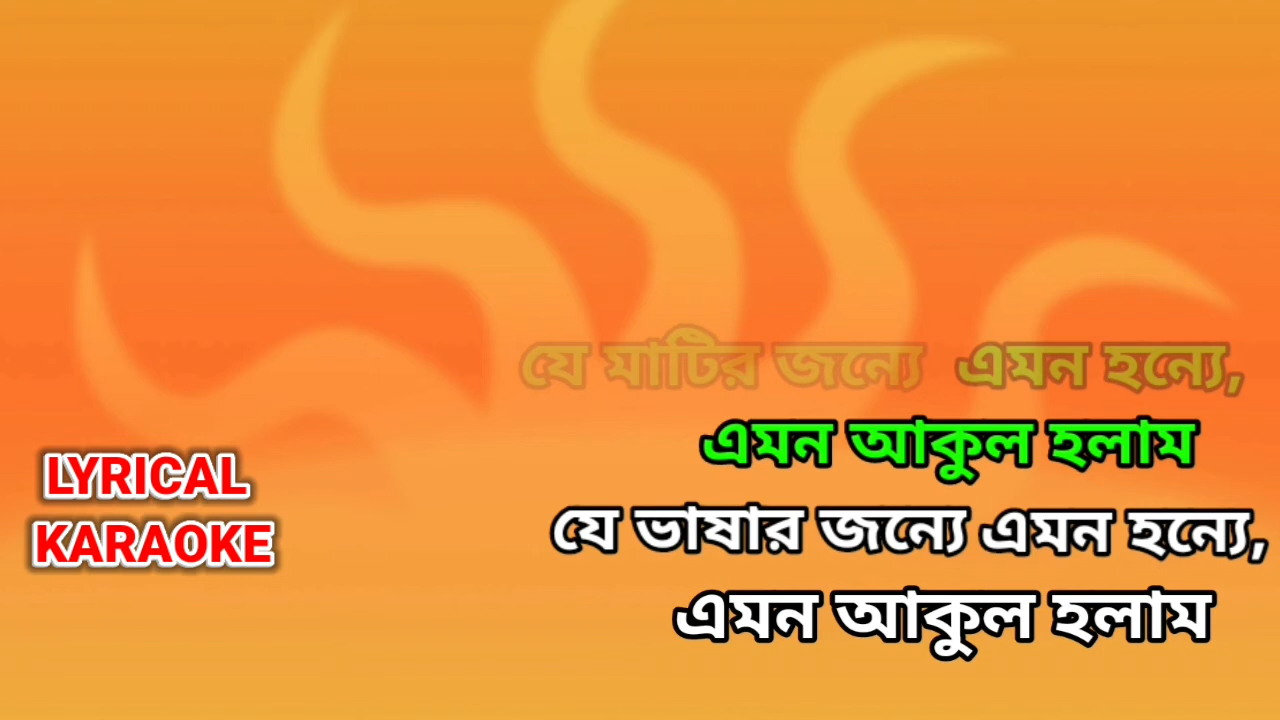 যে মাটির জন্যে এমন হন্যে,
এমন আকুল হলাম
LYRICAL
KARAOKE
যে ভাষার জন্যে এমন হন্যে,
এমন আকুল হলাম